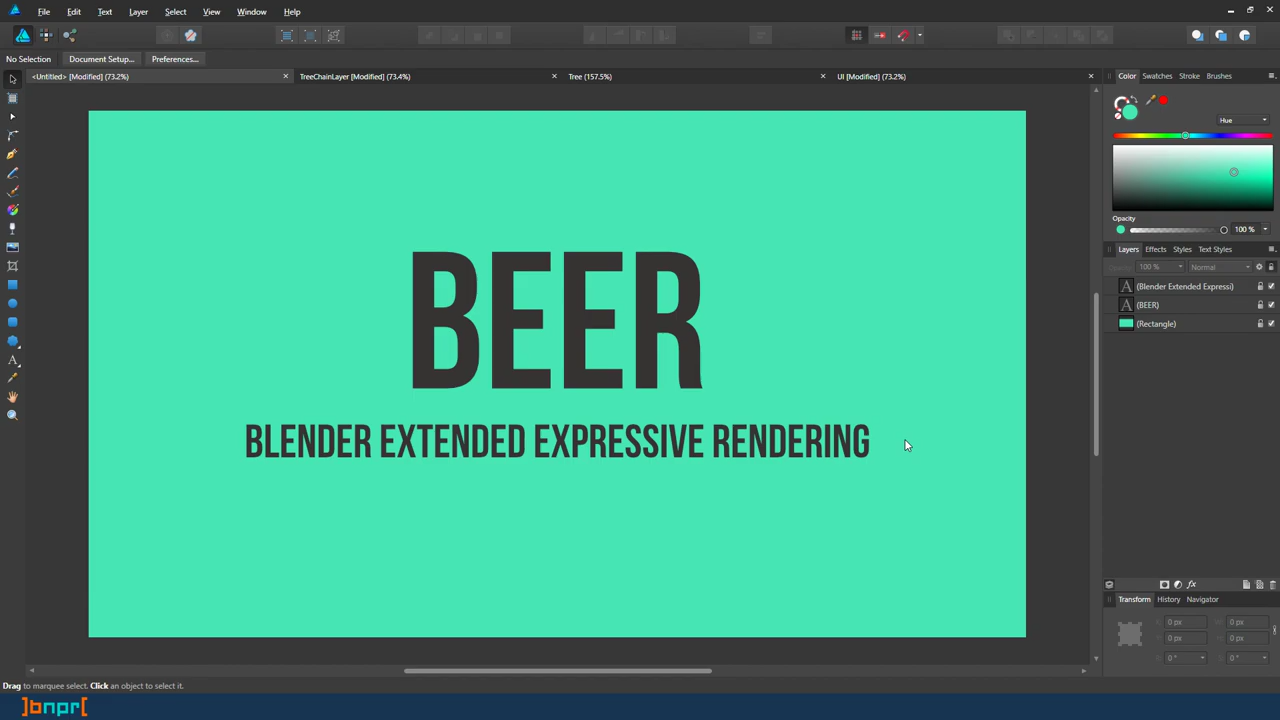 File Edit Text Layer Select View Window Help
No Selection Document Setup... Preferences...
<Untitled> [Modified] (73.2%) TreeChainLayer [Modified] (73.4%) Tree (157.5%) UI [Modified] (73.2%)
Color Swatches Stroke Brushes
Hue
Opacity
100 %
Layers Effects Styles Text Styles
Opacity: 100 % Normal
(Blender Extended Expressi)
(BEER)
(Rectangle)
BEER
BLENDER EXTENDED EXPRESSIVE RENDERING
Transform History Navigator
X: 0 px W: 0 px
Y: 0 px H: 0 px
R: 0 ° S: 0 °
Drag to marquee select. Click an object to select it.
]bnpr[